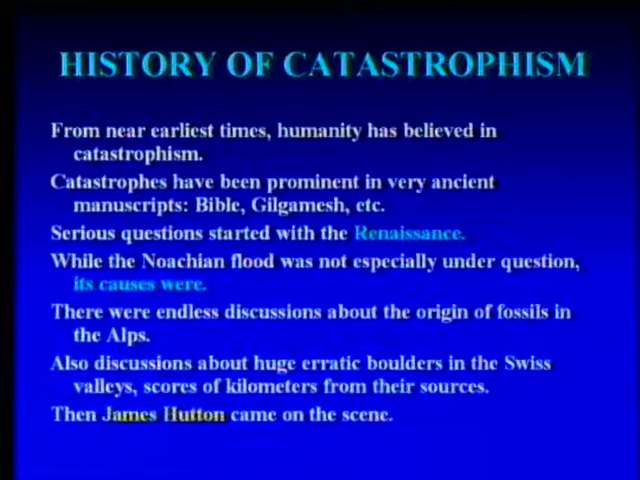 HISTORY OF CATASTROPHISM
From near earliest times, humanity has believed in
catastrophism.
Catastrophes have been prominent in very ancient
manuscripts: Bible, Gilgamesh, etc.
Serious questions started with the Renaissance.
While the Noachian flood was not especially under question,
its causes were.
There were endless discussions about the origin of fossils in
the Alps.
Also discussions about huge erratic boulders in the Swiss
valleys, scores of kilometers from their sources.
Then James Hutton came on the scene.